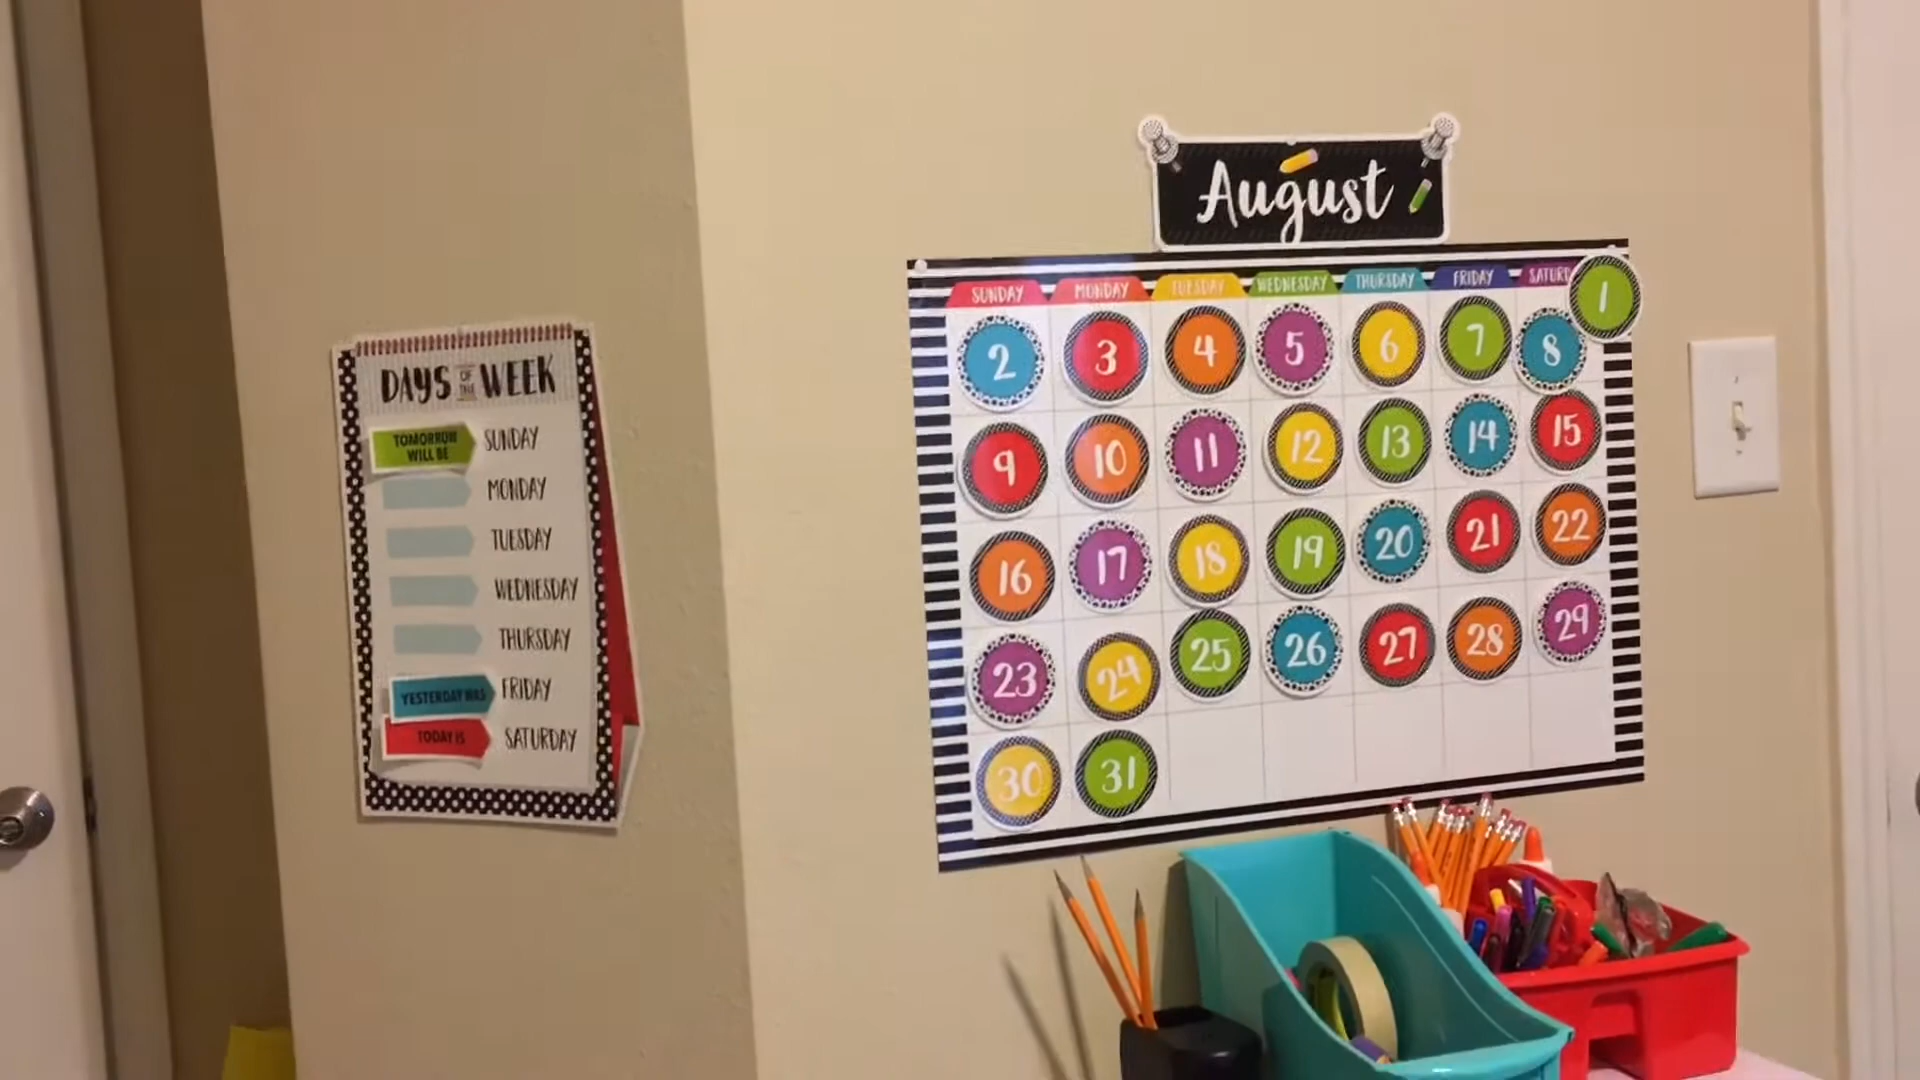 DAYS OF THE WEEK
TOMORROW WILL BE SUNDAY
MONDAY
TUESDAY
WEDNESDAY
THURSDAY
YESTERDAY WAS FRIDAY
TODAY IS SATURDAY
August
SUNDAY MONDAY TUESDAY WEDNESDAY THURSDAY FRIDAY SATURD 1
2 3 4 5 6 7 8
9 10 11 12 13 14 15
16 17 18 19 20 21 22
23 24 25 26 27 28 29
30 31